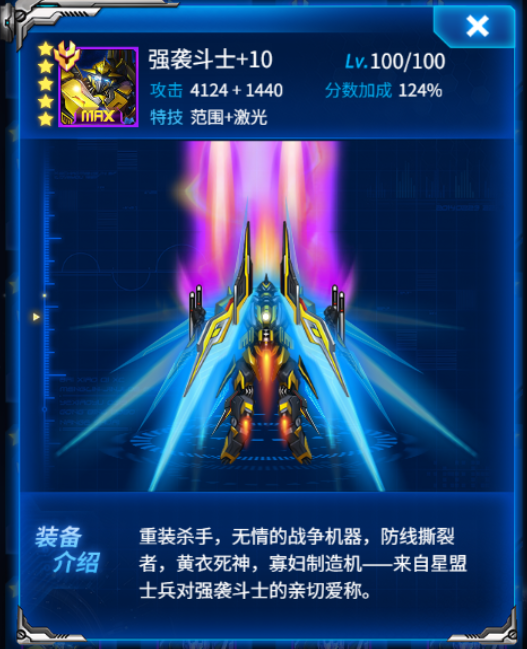 强袭斗士+10
Lv.100/100
攻击 4124 + 1440
分数加成 124%
特技 范围+激光
MAX
装备
介绍
重装杀手，无情的战争机器，防线撕裂
者，黄衣死神，寡妇制造机——来自星盟
士兵对强袭斗士的亲切爱称。